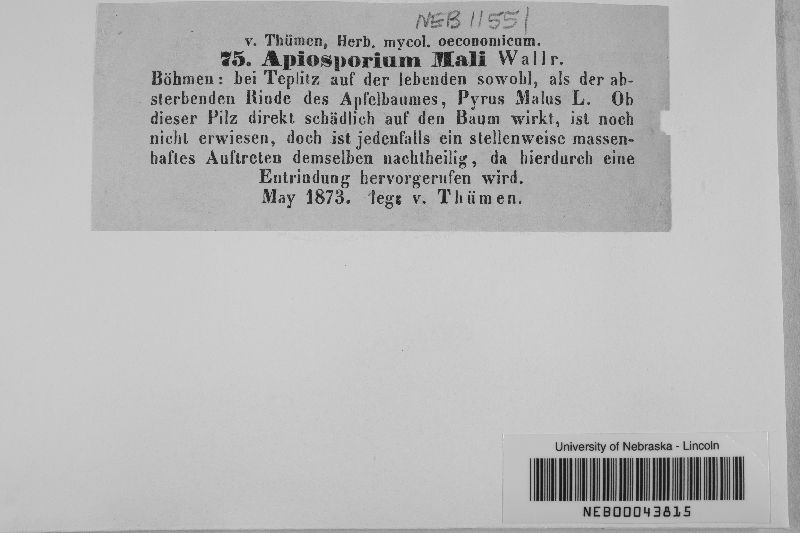 NEB 11551
v. Thümen, Herb. mycol. oeconomicum.
75. Apiosporium Mali Wallr.
Böhmen: bei Teplitz auf der lebenden sowohl, als der ab-
sterbenden Rinde des Apfelbaumes, Pyrus Malus L. Ob
dieser Pilz direkt schädlich auf den Baum wirkt, ist noch
nicht erwiesen, doch ist jedenfalls ein stellenweise massen-
haftes Auftreten demselben nachtheilig, da hierdurch eine
Entrindung hervorgerufen wird.
May 1873. leg: v. Thümen.
University of Nebraska - Lincoln
NEB00043815